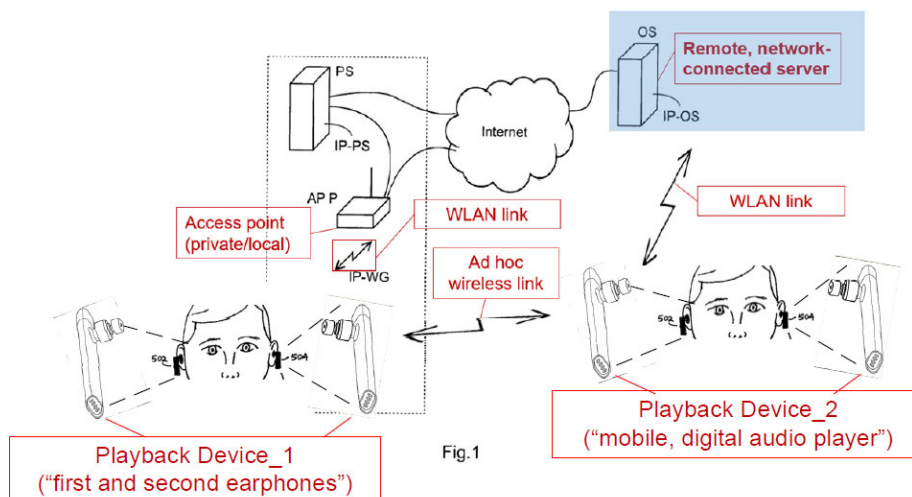 OS
Remote, network-
connected server
IP-OS
PS
IP-PS
Internet
AP P
Access point
(private/local)
WLAN link
IP-WG
WLAN link
Ad hoc
wireless link
502
504
502
504
Playback Device_1
(“first and second earphones”)
Fig.1
Playback Device_2
(“mobile, digital audio player”)